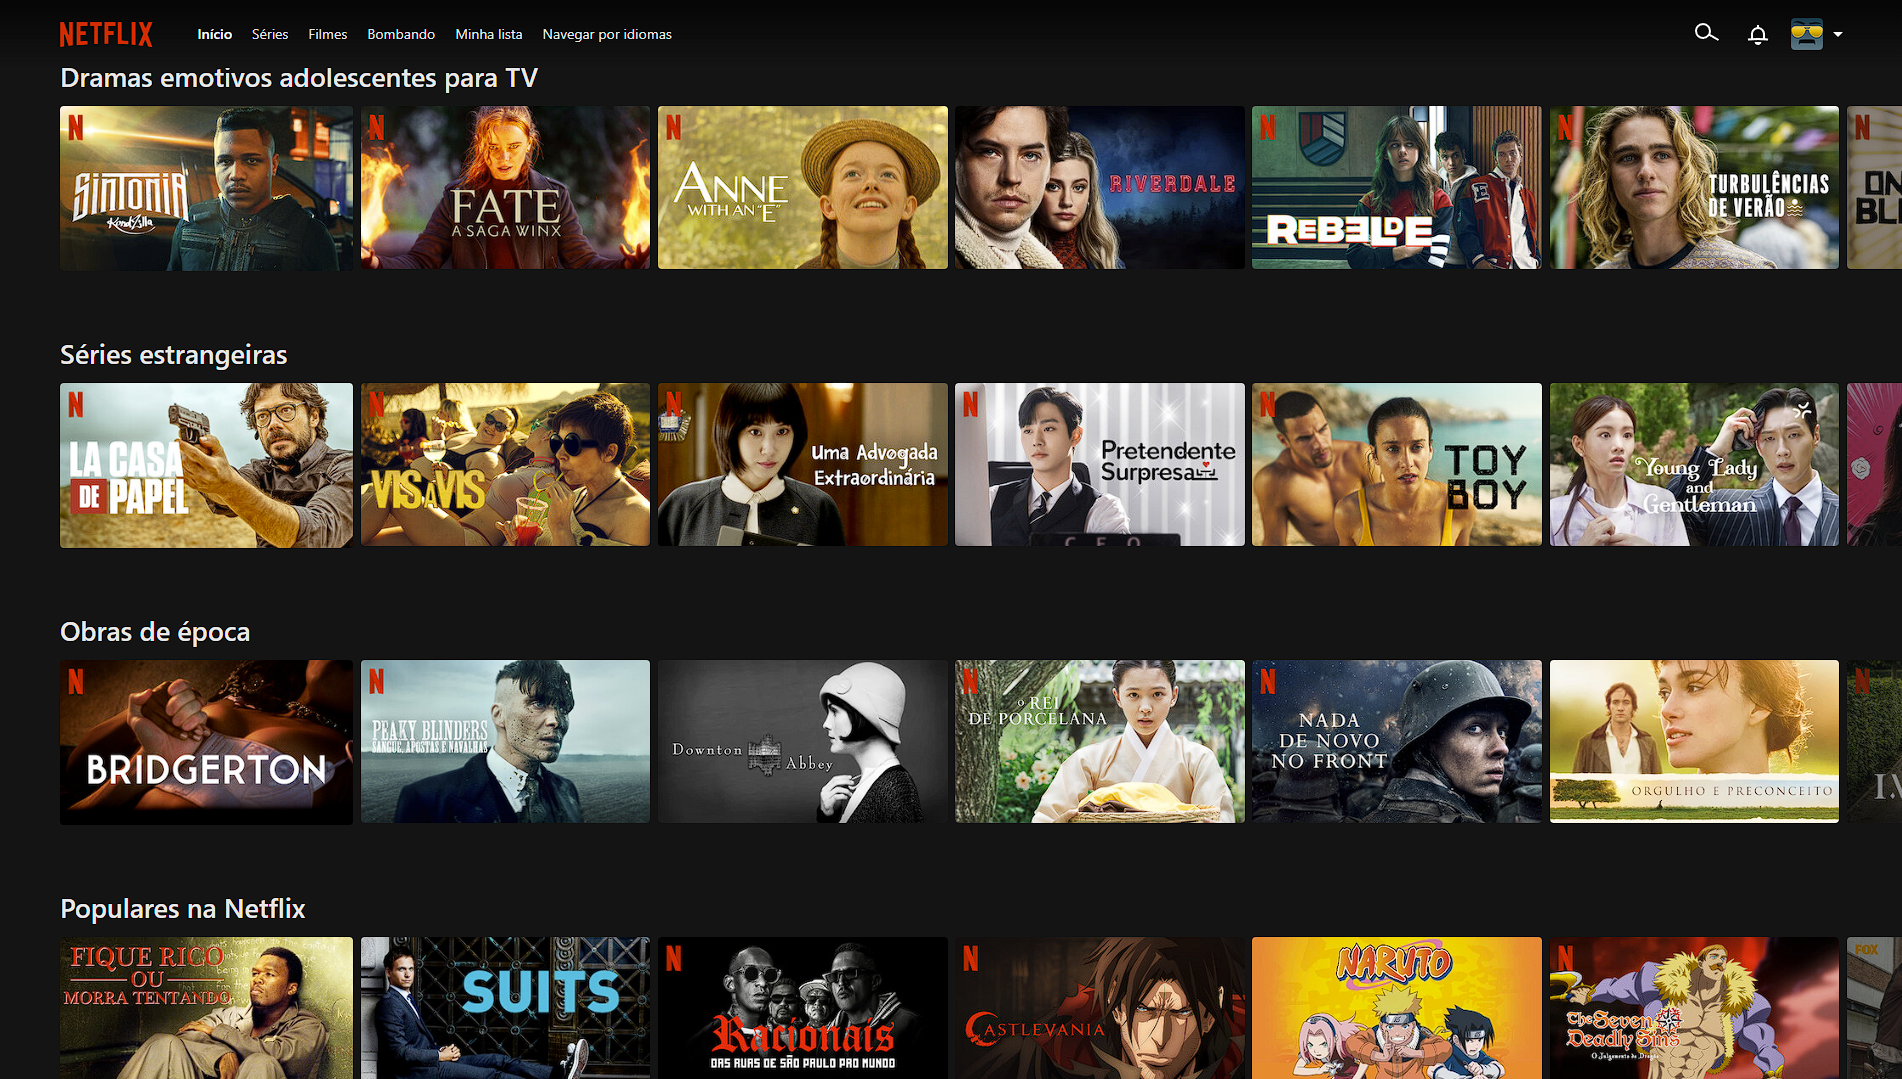 NETFLIX
Início
Séries
Filmes
Bombando
Minha lista
Navegar por idiomas
Dramas emotivos adolescentes para TV
N
SINTONIA
KondZilla
N
FATE
A SAGA WINX
N
ANNE
WITH AN "E"
RIVERDALE
N
REBELDE
E
N
TURBULÊNCIAS
DE VERÃO
N
ON
BL
Séries estrangeiras
N
LA CASA
DE PAPEL
N
VIS A VIS
N
Uma Advogada
Extraordinária
N
Pretendente
Surpresa
CEO
N
TOY
BOY
Young Lady
and
Gentleman
Obras de época
N
BRIDGERTON
N
PEAKY BLINDERS
SANGUE, APOSTAS E NAVALHAS
Downton
Abbey
N
O REI
DE PORCELANA
N
NADA
DE NOVO
NO FRONT
ORGULHO E PRECONCEITO
N
Populares na Netflix
FIQUE RICO
OU
MORRA TENTANDO
SUITS
N
Racionais
DAS RUAS DE SÃO PAULO PRO MUNDO
N
CASTLEVANIA
NARUTO
N
The Seven
Deadly Sins
O Julgamento do Dragão
FOX